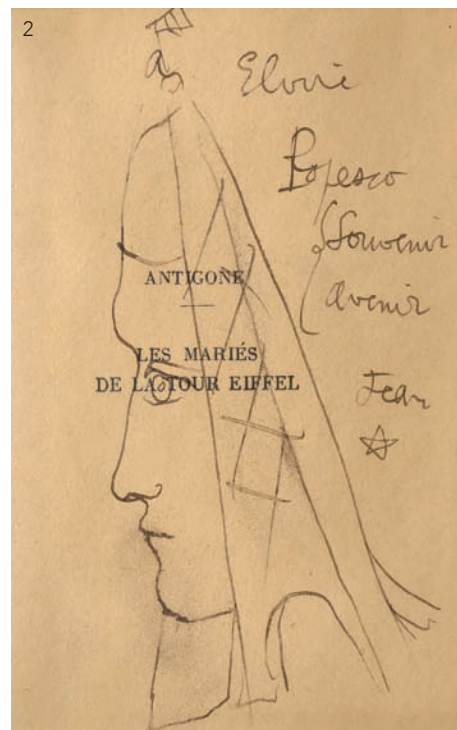 2
à Elvire
Popesco
Souvenir
avenir
ANTIGONE
LES MARIÉS
DE LA TOUR EIFFEL
Jean